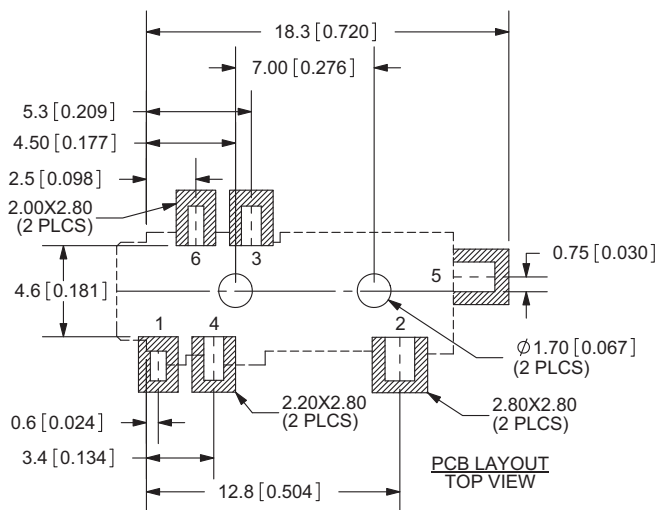 18.3 [0.720]
7.00 [0.276]
5.3 [0.209]
4.50 [0.177]
2.5 [0.098]
2.00X2.80
(2 PLCS)
6
3
5
0.75 [0.030]
4.6 [0.181]
1
4
2
Ø1.70 [0.067]
(2 PLCS)
2.20X2.80
(2 PLCS)
2.80X2.80
(2 PLCS)
0.6 [0.024]
3.4 [0.134]
12.8 [0.504]
PCB LAYOUT
TOP VIEW